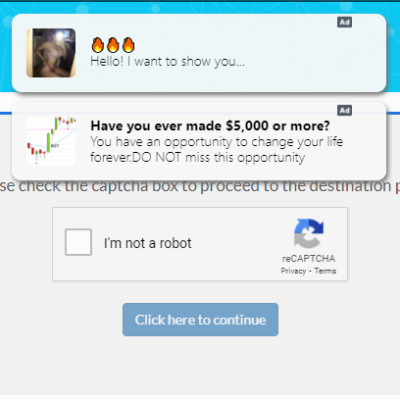 Ad
🔥🔥🔥
Hello! I want to show you...
Ad
Have you ever made $5,000 or more?
You have an opportunity to change your life
forever.DO NOT miss this opportunity
check the captcha box to proceed to the destination
I'm not a robot
reCAPTCHA
Privacy - Terms
Click here to continue